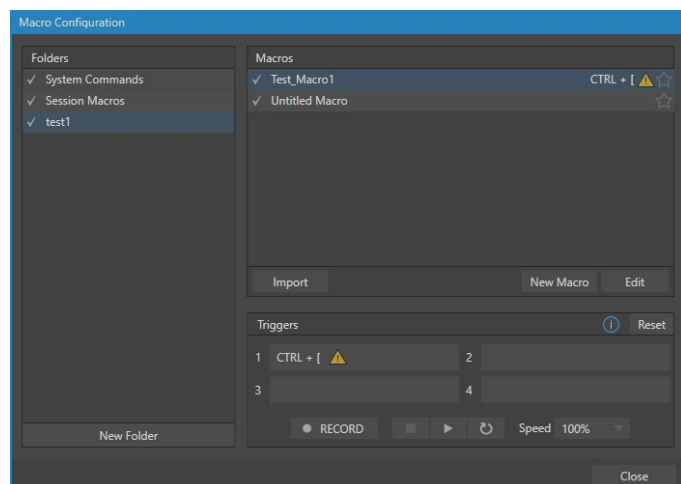 Macro Configuration
Folders
System Commands
Session Macros
test1
New Folder
Macros
Test_Macro1 CTRL + [
Untitled Macro
Import New Macro Edit
Triggers Reset
1 CTRL + [ 2
3 4
RECORD Speed 100%
Close